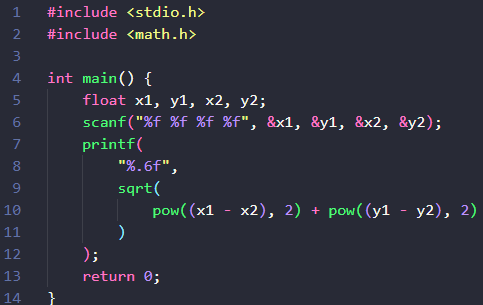 1 #include <stdio.h>
2 #include <math.h>
3
4 int main() {
5     float x1, y1, x2, y2;
6     scanf("%f %f %f %f", &x1, &y1, &x2, &y2);
7     printf(
8         "%.6f",
9         sqrt(
10             pow((x1 - x2), 2) + pow((y1 - y2), 2)
11         )
12     );
13     return 0;
14 }